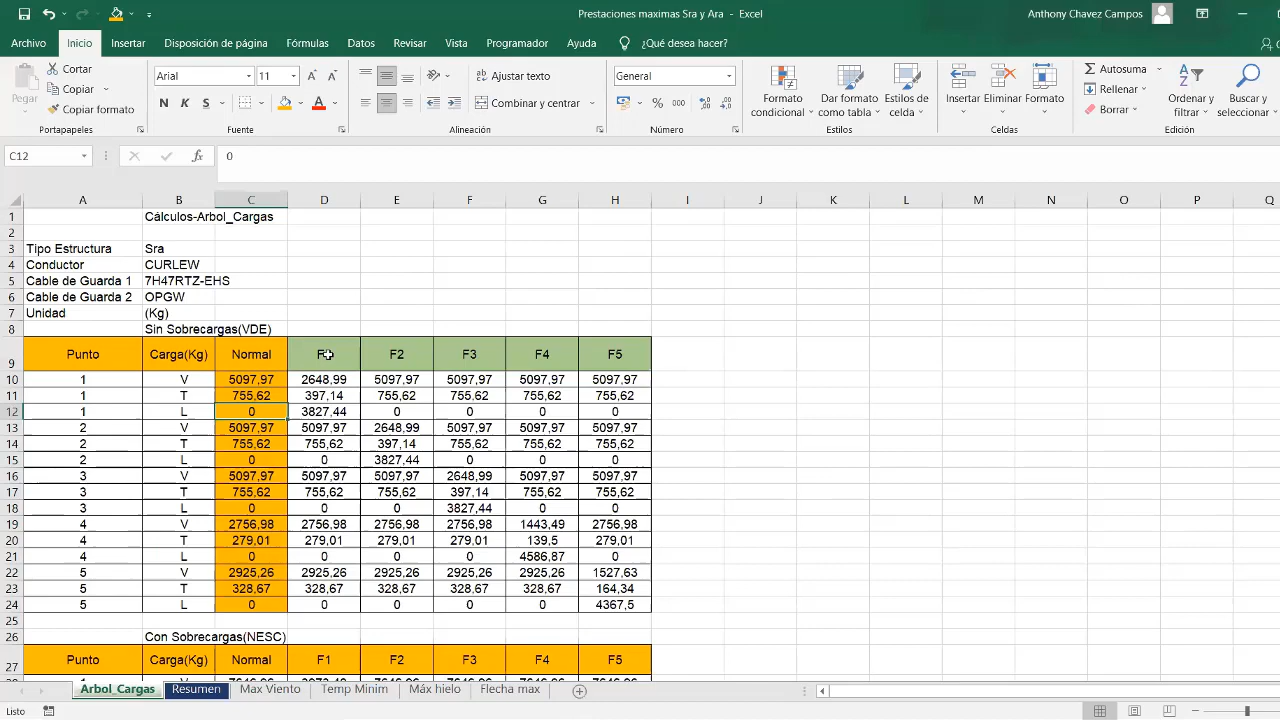 Prestaciones maximas Sra y Ara - Excel
Anthony Chavez Campos
Archivo Inicio Insertar Disposición de página Fórmulas Datos Revisar Vista Programador Ayuda ¿Qué desea hacer?
Pegar
Cortar
Copiar
Copiar formato
Portapapeles
Arial 11
N K S
Fuente
Ajustar texto
Combinar y centrar
Alineación
General
% 000
Número
Formato condicional
Dar formato como tabla
Estilos de celda
Estilos
Insertar Eliminar Formato
Celdas
Autosuma
Rellenar
Borrar
Ordenar y filtrar
Buscar y seleccionar
Edición
C12 fx 0
A B C D E F G H I J K L M N O P Q
1 Cálculos-Arbol_Cargas
2
3 Tipo Estructura Sra
4 Conductor CURLEW
5 Cable de Guarda 1 7H47RTZ-EHS
6 Cable de Guarda 2 OPGW
7 Unidad (Kg)
8 Sin Sobrecargas(VDE)
9 Punto Carga(Kg) Normal F2 F3 F4 F5
10 1 V 5097,97 2648,99 5097,97 5097,97 5097,97 5097,97
11 1 T 755,62 397,14 755,62 755,62 755,62 755,62
12 1 L 0 3827,44 0 0 0 0
13 2 V 5097,97 5097,97 2648,99 5097,97 5097,97 5097,97
14 2 T 755,62 755,62 397,14 755,62 755,62 755,62
15 2 L 0 0 3827,44 0 0 0
16 3 V 5097,97 5097,97 5097,97 2648,99 5097,97 5097,97
17 3 T 755,62 755,62 755,62 397,14 755,62 755,62
18 3 L 0 0 0 3827,44 0 0
19 4 V 2756,98 2756,98 2756,98 2756,98 1443,49 2756,98
20 4 T 279,01 279,01 279,01 279,01 139,5 279,01
21 4 L 0 0 0 0 4586,87 0
22 5 V 2925,26 2925,26 2925,26 2925,26 2925,26 1527,63
23 5 T 328,67 328,67 328,67 328,67 328,67 164,34
24 5 L 0 0 0 0 0 4367,5
25
26 Con Sobrecargas(NESC)
27 Punto Carga(Kg) Normal F1 F2 F3 F4 F5
Arbol_Cargas Resumen Max Viento Temp Minim Máx hielo Flecha max
Listo